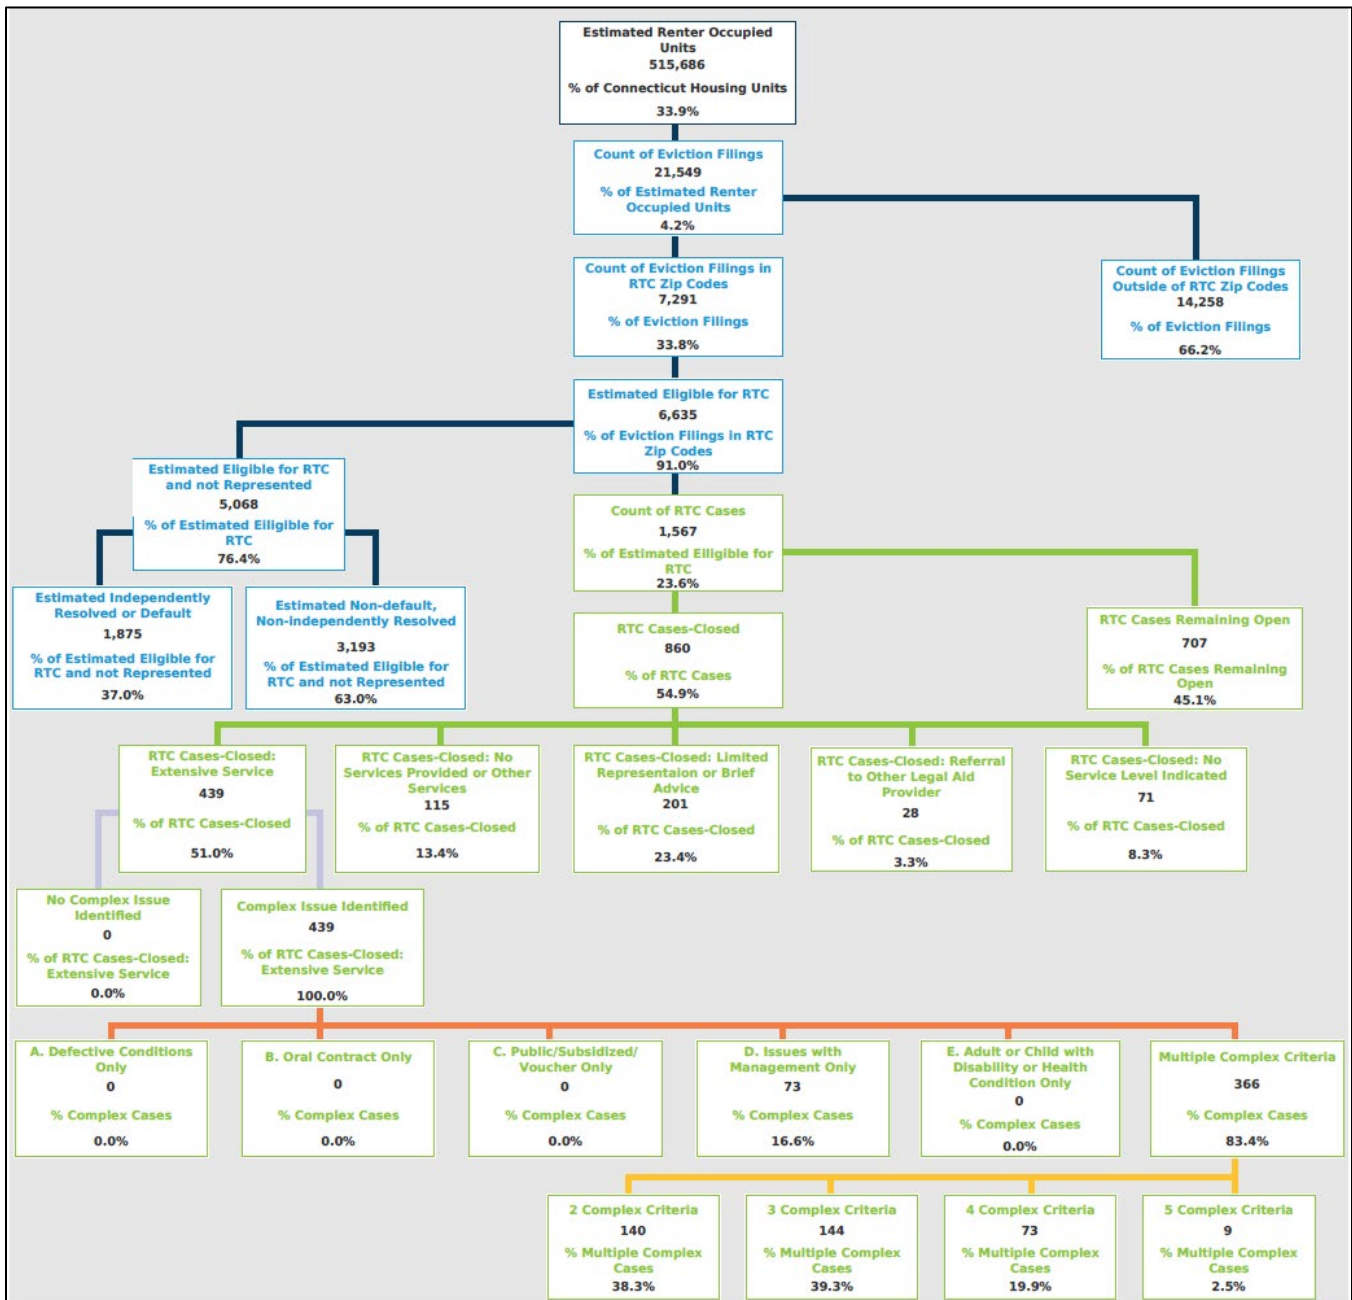 Estimated Renter Occupied
Units
515,686
% of Connecticut Housing Units
33.9%
Count of Eviction Filings
21,549
% of Estimated Renter
Occupied Units
4.2%
Count of Eviction Filings in
RTC Zip Codes
7,291
% of Eviction Filings
33.8%
Count of Eviction Filings
Outside of RTC Zip Codes
14,258
% of Eviction Filings
66.2%
Estimated Eligible for RTC
6,635
% of Eviction Filings in RTC
Zip Codes
91.0%
Estimated Eligible for RTC
and not Represented
5,068
% of Estimated Eiligible for
RTC
76.4%
Count of RTC Cases
1,567
% of Estimated Eiligible for
RTC
23.6%
Estimated Independently
Resolved or Default
1,875
% of Estimated Eligible for
RTC and not Represented
37.0%
Estimated Non-default,
Non-independently Resolved
3,193
% of Estimated Eligible for
RTC and not Represented
63.0%
RTC Cases-Closed
860
% of RTC Cases
54.9%
RTC Cases Remaining Open
707
% of RTC Cases Remaining
Open
45.1%
RTC Cases-Closed:
Extensive Service
439
% of RTC Cases-Closed
51.0%
RTC Cases-Closed: No
Services Provided or Other
Services
115
% of RTC Cases-Closed
13.4%
RTC Cases-Closed: Limited
Representaion or Brief
Advice
201
% of RTC Cases-Closed
23.4%
RTC Cases-Closed: Referral
to Other Legal Aid
Provider
28
% of RTC Cases-Closed
3.3%
RTC Cases-Closed: No
Service Level Indicated
71
% of RTC Cases-Closed
8.3%
No Complex Issue
Identified
0
% of RTC Cases-Closed:
Extensive Service
0.0%
Complex Issue Identified
439
% of RTC Cases-Closed:
Extensive Service
100.0%
A. Defective Conditions
Only
0
% Complex Cases
0.0%
B. Oral Contract Only
0
% Complex Cases
0.0%
C. Public/Subsidized/
Voucher Only
0
% Complex Cases
0.0%
D. Issues with
Management Only
73
% Complex Cases
16.6%
E. Adult or Child with
Disability or Health
Condition Only
0
% Complex Cases
0.0%
Multiple Complex Criteria
366
% Complex Cases
83.4%
2 Complex Criteria
140
% Multiple Complex
Cases
38.3%
3 Complex Criteria
144
% Multiple Complex
Cases
39.3%
4 Complex Criteria
73
% Multiple Complex
Cases
19.9%
5 Complex Criteria
9
% Multiple Complex
Cases
2.5%